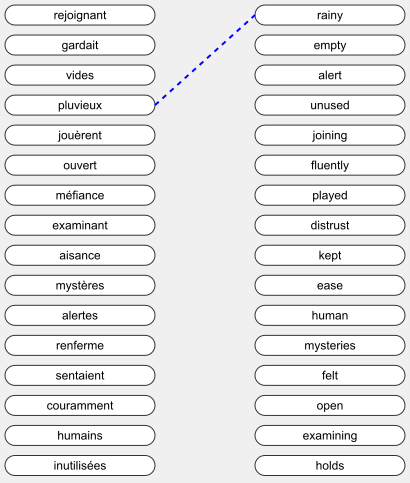 rejoignant rainy
gardait empty
vides alert
pluvieux unused
jouèrent joining
ouvert fluently
méfiance played
examinant distrust
aisance kept
mystères ease
alertes human
renferme mysteries
sentaient felt
couramment open
humains examining
inutilisées holds